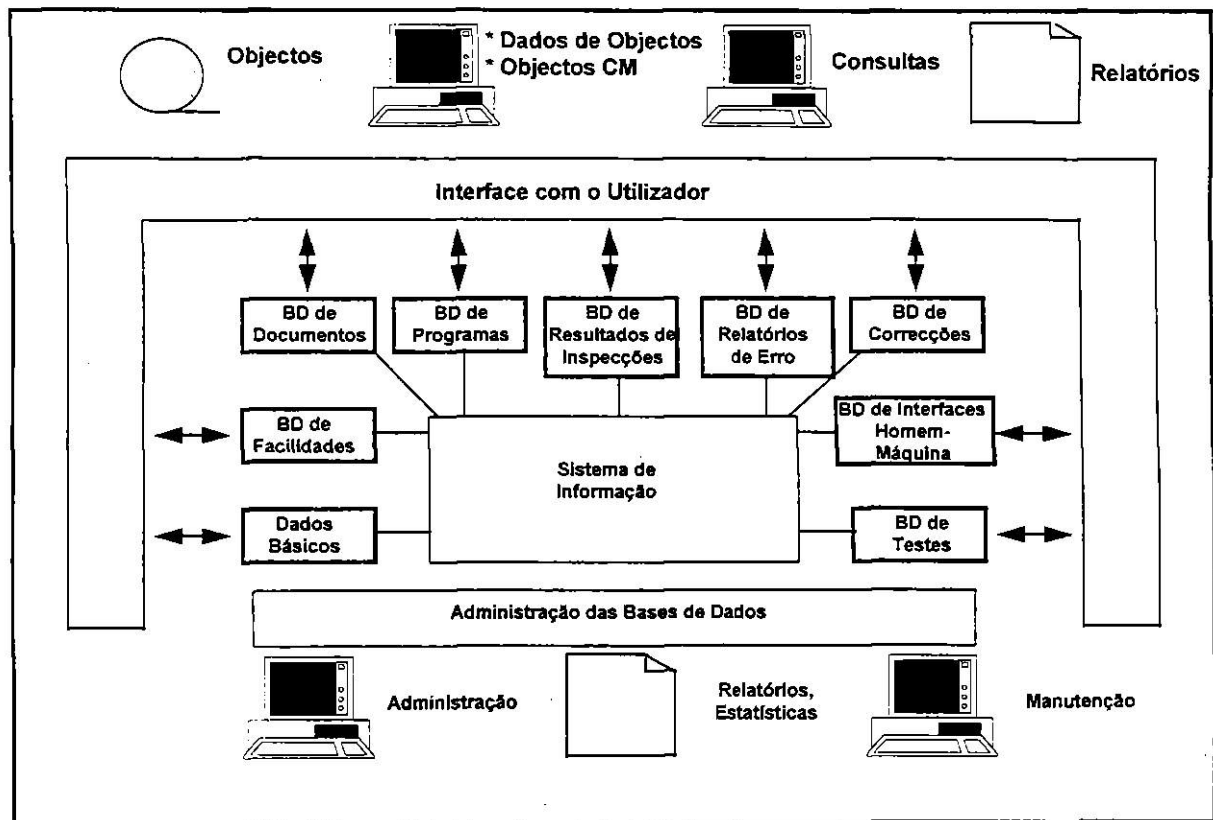 Objectos
* Dados de Objectos
* Objectos CM
Consultas
Relatórios
Interface com o Utilizador
BD de
Documentos
BD de
Programas
BD de
Resultados de
Inspecções
BD de
Relatórios
de Erro
BD de
Correcções
BD de
Facilidades
BD de Interfaces
Homem-
Máquina
Sistema de
Informação
Dados
Básicos
BD de
Testes
Administração das Bases de Dados
Administração
Relatórios,
Estatísticas
Manutenção